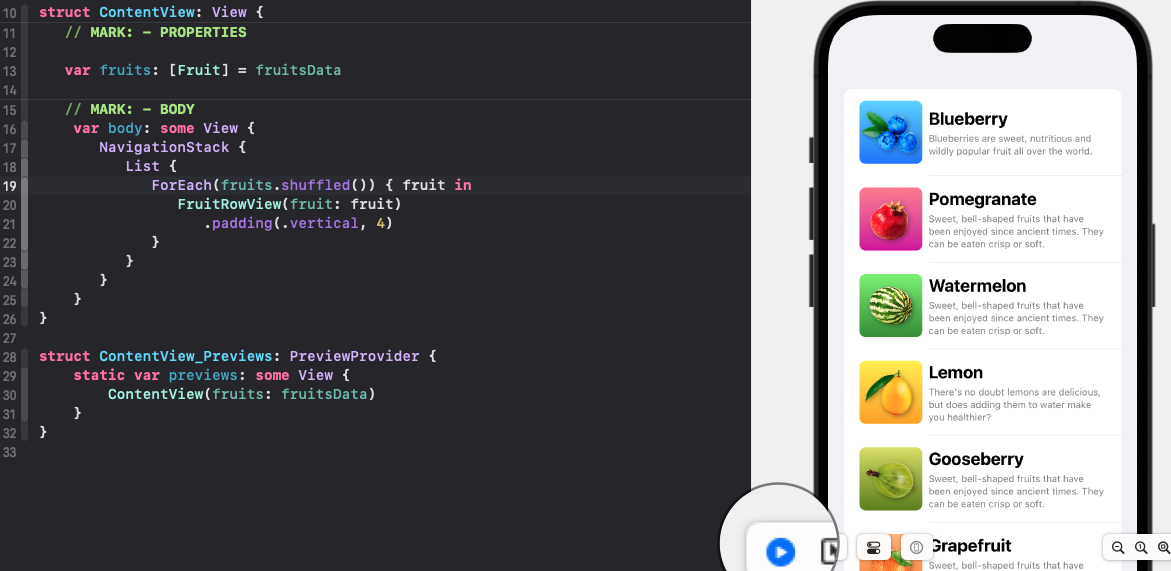 10 struct ContentView: View {
11 // MARK: - PROPERTIES
12
13 var fruits: [Fruit] = fruitsData
14
15 // MARK: - BODY
16 var body: some View {
17 NavigationStack {
18 List {
19 ForEach(fruits.shuffled()) { fruit in
20 FruitRowView(fruit: fruit)
21 .padding(.vertical, 4)
22 }
23 }
24 }
25 }
26 }
27
28 struct ContentView_Previews: PreviewProvider {
29 static var previews: some View {
30 ContentView(fruits: fruitsData)
31 }
32 }
33
Blueberry
Blueberries are sweet, nutritious and
wildly popular fruit all over the world.
Pomegranate
Sweet, bell-shaped fruits that have
been enjoyed since ancient times. They
can be eaten crisp or soft.
Watermelon
Sweet, bell-shaped fruits that have
been enjoyed since ancient times. They
can be eaten crisp or soft.
Lemon
There's no doubt lemons are delicious,
but does adding them to water make
you healthier?
Gooseberry
Sweet, bell-shaped fruits that have
been enjoyed since ancient times. They
can be eaten crisp or soft.
Grapefruit
Sweet, bell-shaped fruits that have